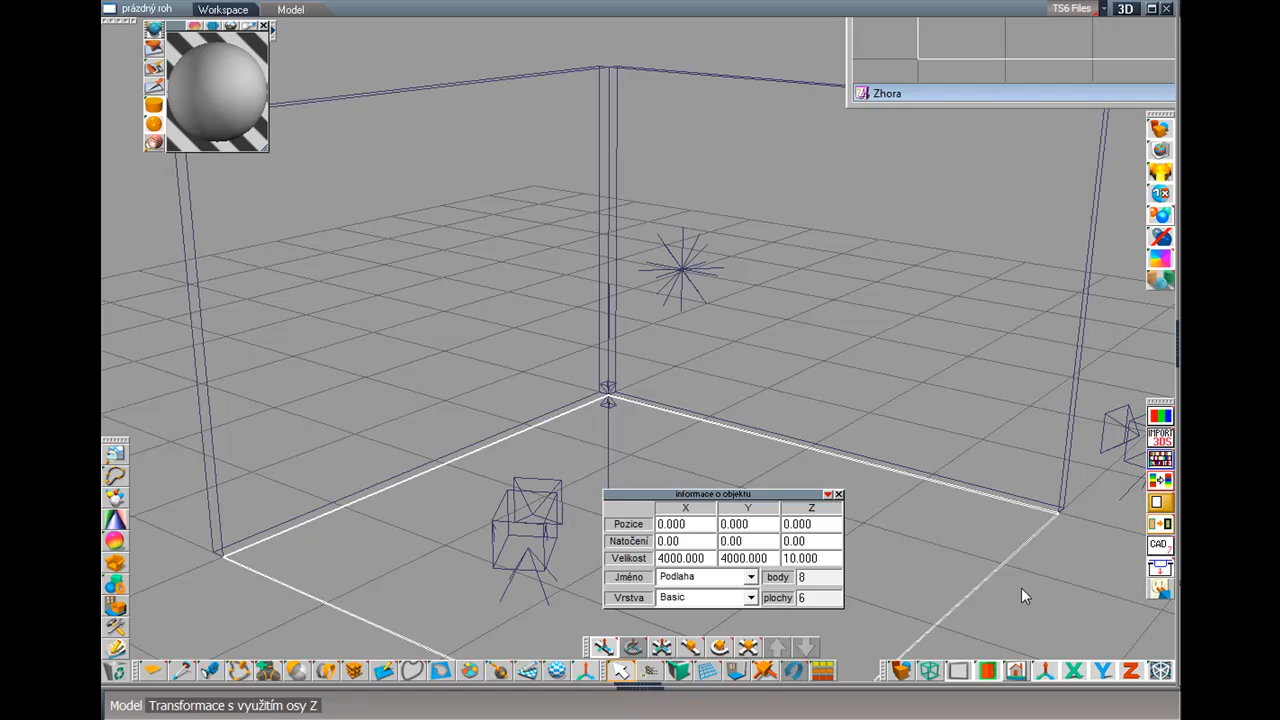 prázdný roh
Workspace
Model
TS6 Files
3D
Zhora
1x
IMPORT
3DS
CAD
informace o objektu
X Y Z
Pozice 0.000 0.000 0.000
Natočení 0.00 0.00 0.00
Velikost 4000.000 4000.000 10.000
Jméno Podlaha body 8
Vrstva Basic plochy 6
X Y Z
Model Transformace s využitím osy Z